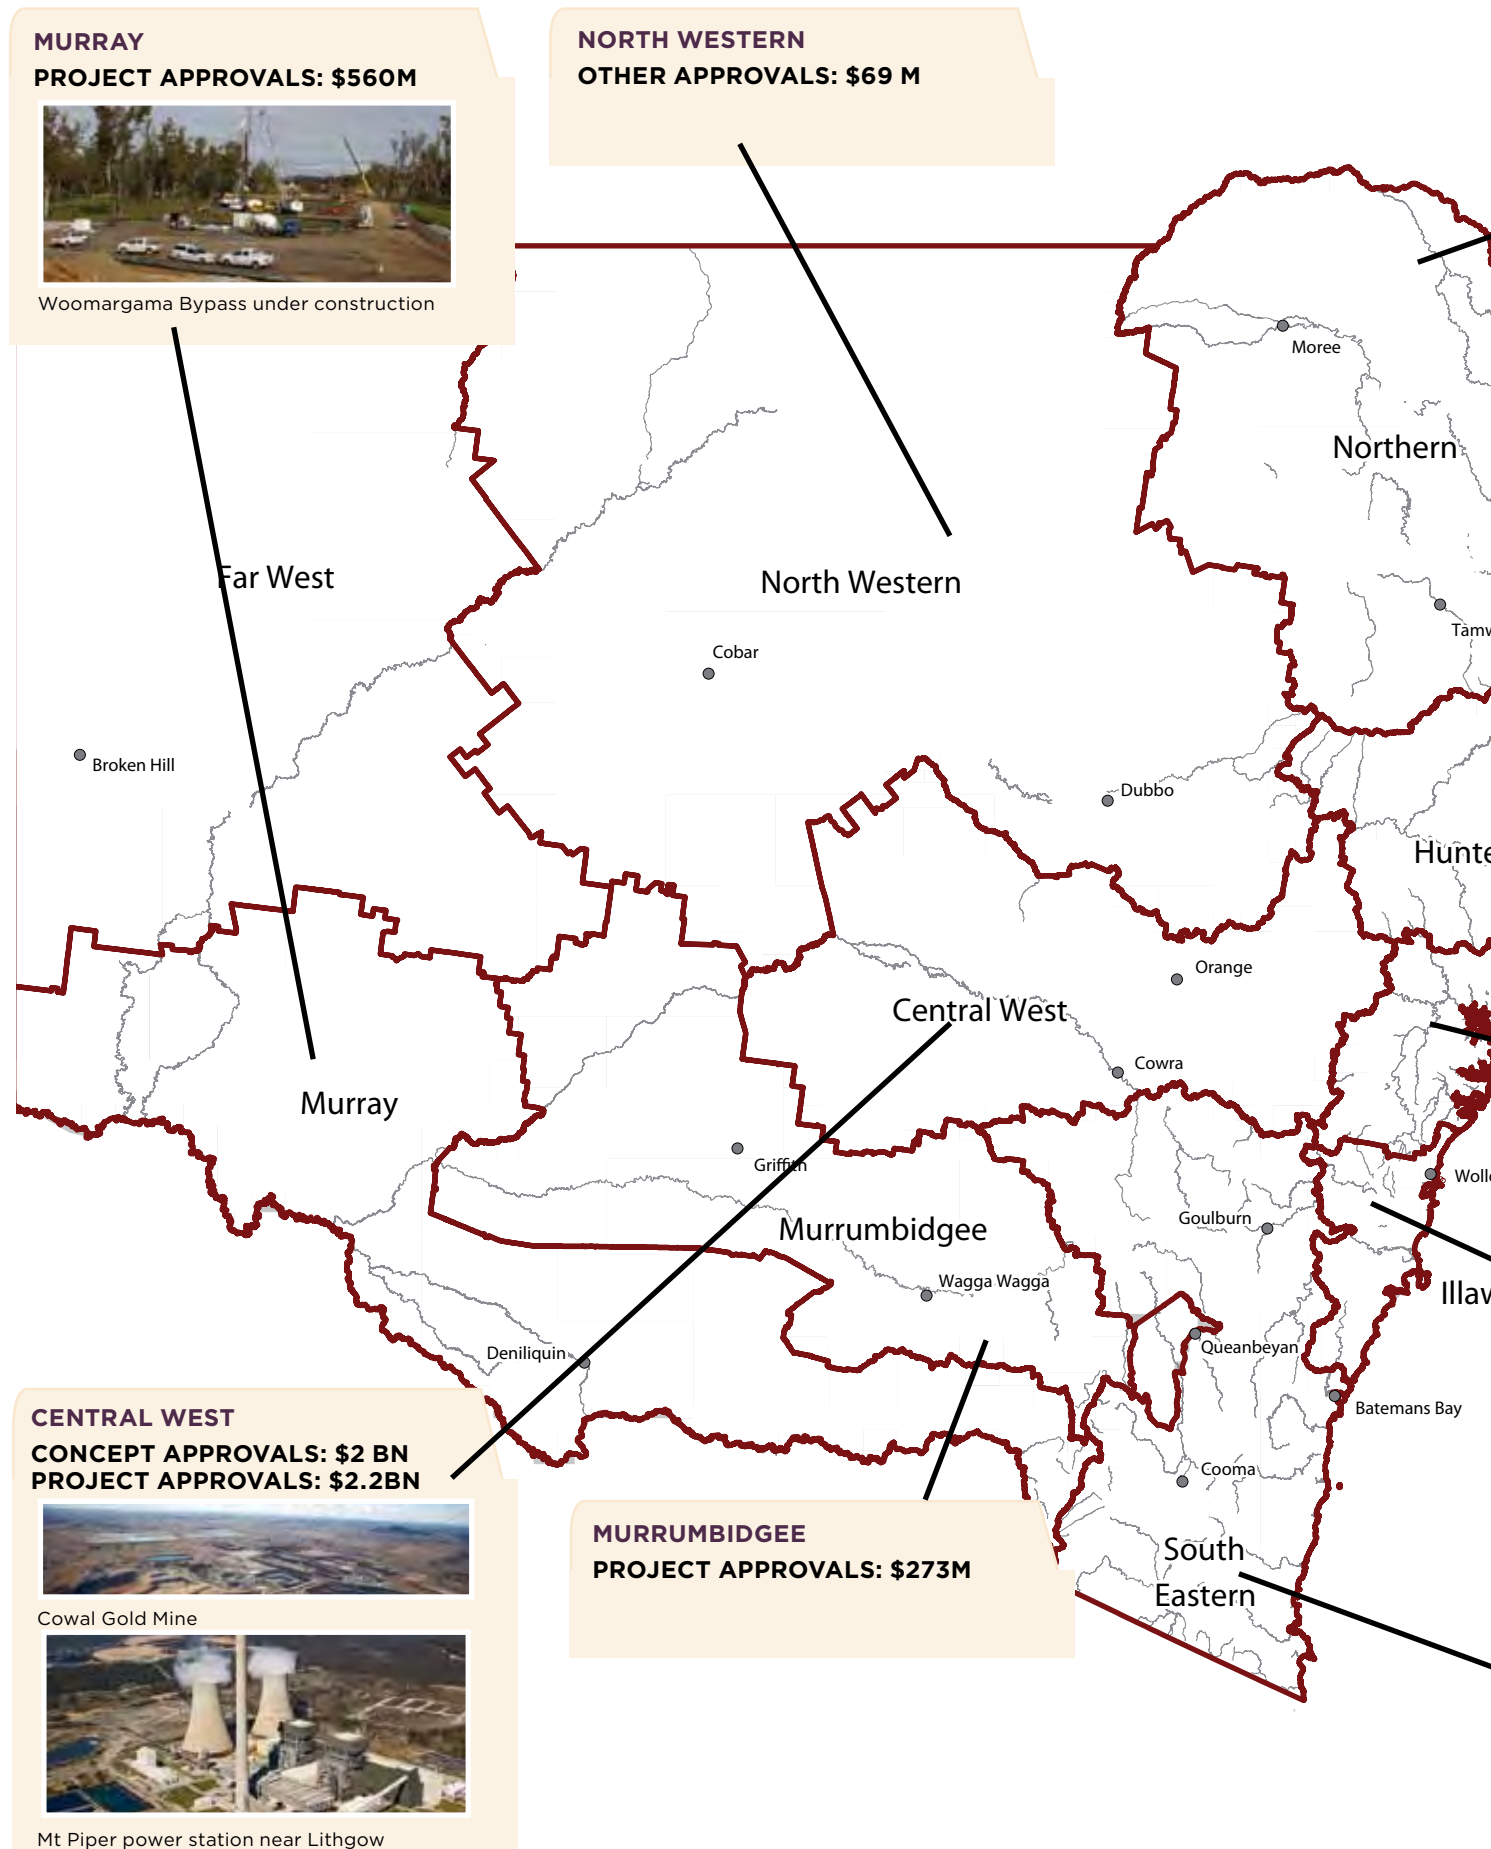 MURRAY
PROJECT APPROVALS: $560M
Woomargama Bypass under construction
NORTH WESTERN
OTHER APPROVALS: $69 M
Moree
Northern
Far West
North Western
Cobar
Broken Hill
Dubbo
Orange
Central West
Cowra
Murray
Griffith
Murrumbidgee
Goulburn
Wagga Wagga
Deniliquin
Queanbeyan
Batemans Bay
Cooma
South
Eastern
CENTRAL WEST
CONCEPT APPROVALS: $2 BN
PROJECT APPROVALS: $2.2BN
Cowal Gold Mine
Mt Piper power station near Lithgow
MURRUMBIDGEE
PROJECT APPROVALS: $273M